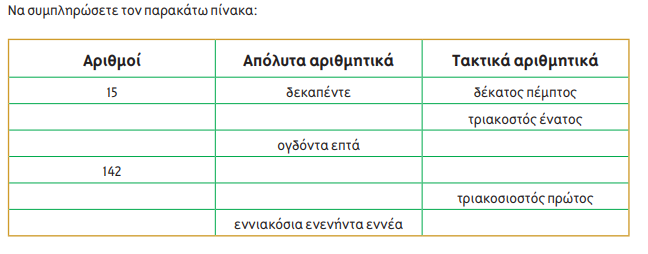 Να συμπληρώσετε τον παρακάτω πίνακα:
Αριθμοί Απόλυτα αριθμητικά Τακτικά αριθμητικά
15 δεκαπέντε δέκατος πέμπτος
τριακοστός ένατος
ογδόντα επτά
142
τριακοσιοστός πρώτος
εννιακόσια ενενήντα εννέα